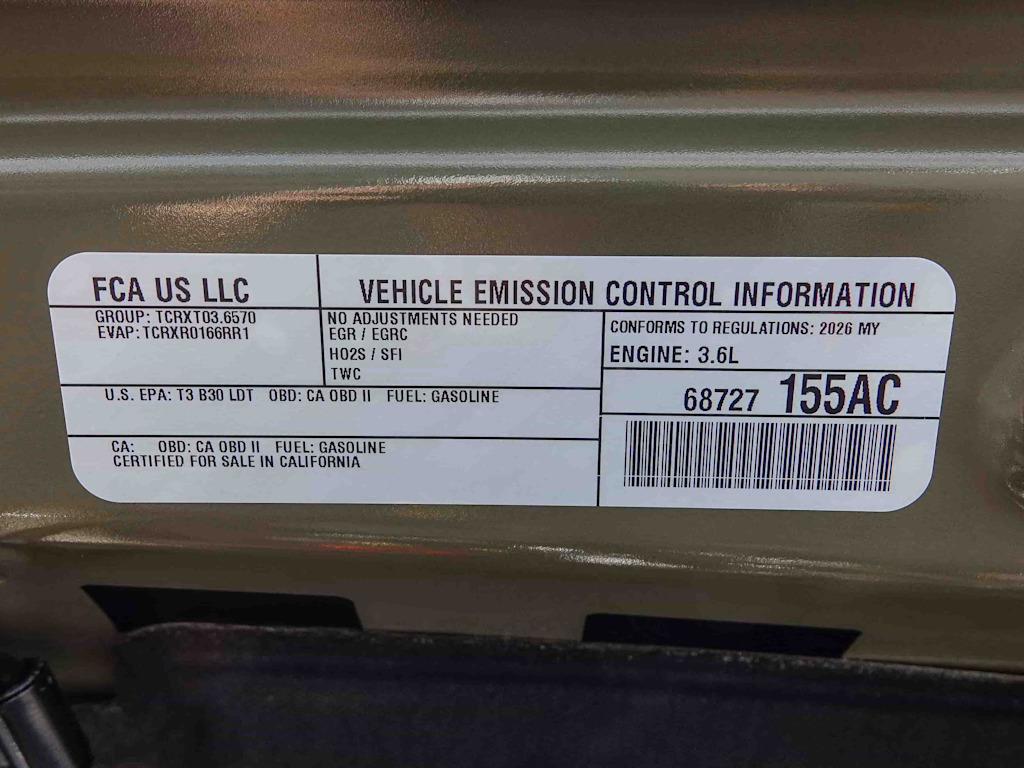 FCA US LLC
VEHICLE EMISSION CONTROL INFORMATION
GROUP: TCRXT03.6570
EVAP: TCRXR0166RR1
NO ADJUSTMENTS NEEDED
EGR / EGRC
HO2S / SFI
TWC
CONFORMS TO REGULATIONS: 2026 MY
ENGINE: 3.6L
U.S. EPA: T3 B30 LDT OBD: CA OBD II FUEL: GASOLINE
68727 155AC
CA: OBD: CA OBD II FUEL: GASOLINE
CERTIFIED FOR SALE IN CALIFORNIA